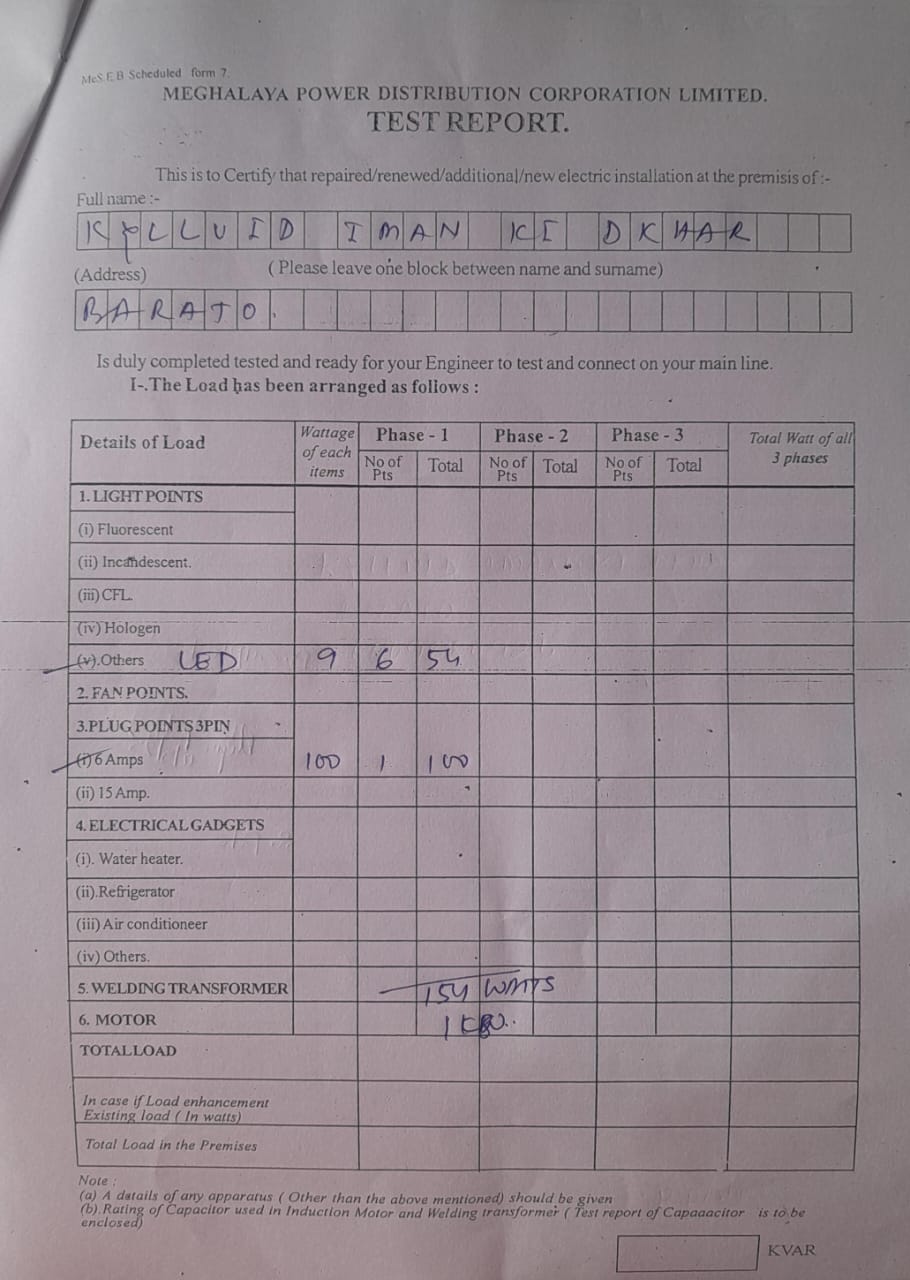 MeS.E.B Scheduled form 7.
MEGHALAYA POWER DISTRIBUTION CORPORATION LIMITED.
TEST REPORT.
This is to Certify that repaired/renewed/additional/new electric installation at the premisis of :-
Full name :-
KYLLUID IMAN KI DKHAR
(Address) ( Please leave one block between name and surname)
BARATO.
Is duly completed tested and ready for your Engineer to test and connect on your main line.
I-.The Load has been arranged as follows :
Details of Load Wattage of each items Phase - 1 Phase - 2 Phase - 3 Total Watt of all 3 phases
No of Pts Total No of Pts Total No of Pts Total
1. LIGHT POINTS
(i) Fluorescent
(ii) Incandescent.
(iii) CFL.
(iv) Hologen
(v).Others LED 9 6 54
2. FAN POINTS.
3.PLUG POINTS 3PIN
(i) 6 Amps 100 1 100
(ii) 15 Amp.
4. ELECTRICAL GADGETS
(i). Water heater.
(ii).Refrigerator
(iii) Air conditioneer
(iv) Others.
5. WELDING TRANSFORMER 154 WATTS
6. MOTOR 1
TOTAL LOAD
In case if Load enhancement
Existing load ( In watts)
Total Load in the Premises
Note :
(a) A datails of any apparatus ( Other than the above mentioned) should be given
(b).Rating of Capacitor used in Induction Motor and Welding transformer ( Test report of Capaaacitor is to be
enclosed)
KVAR